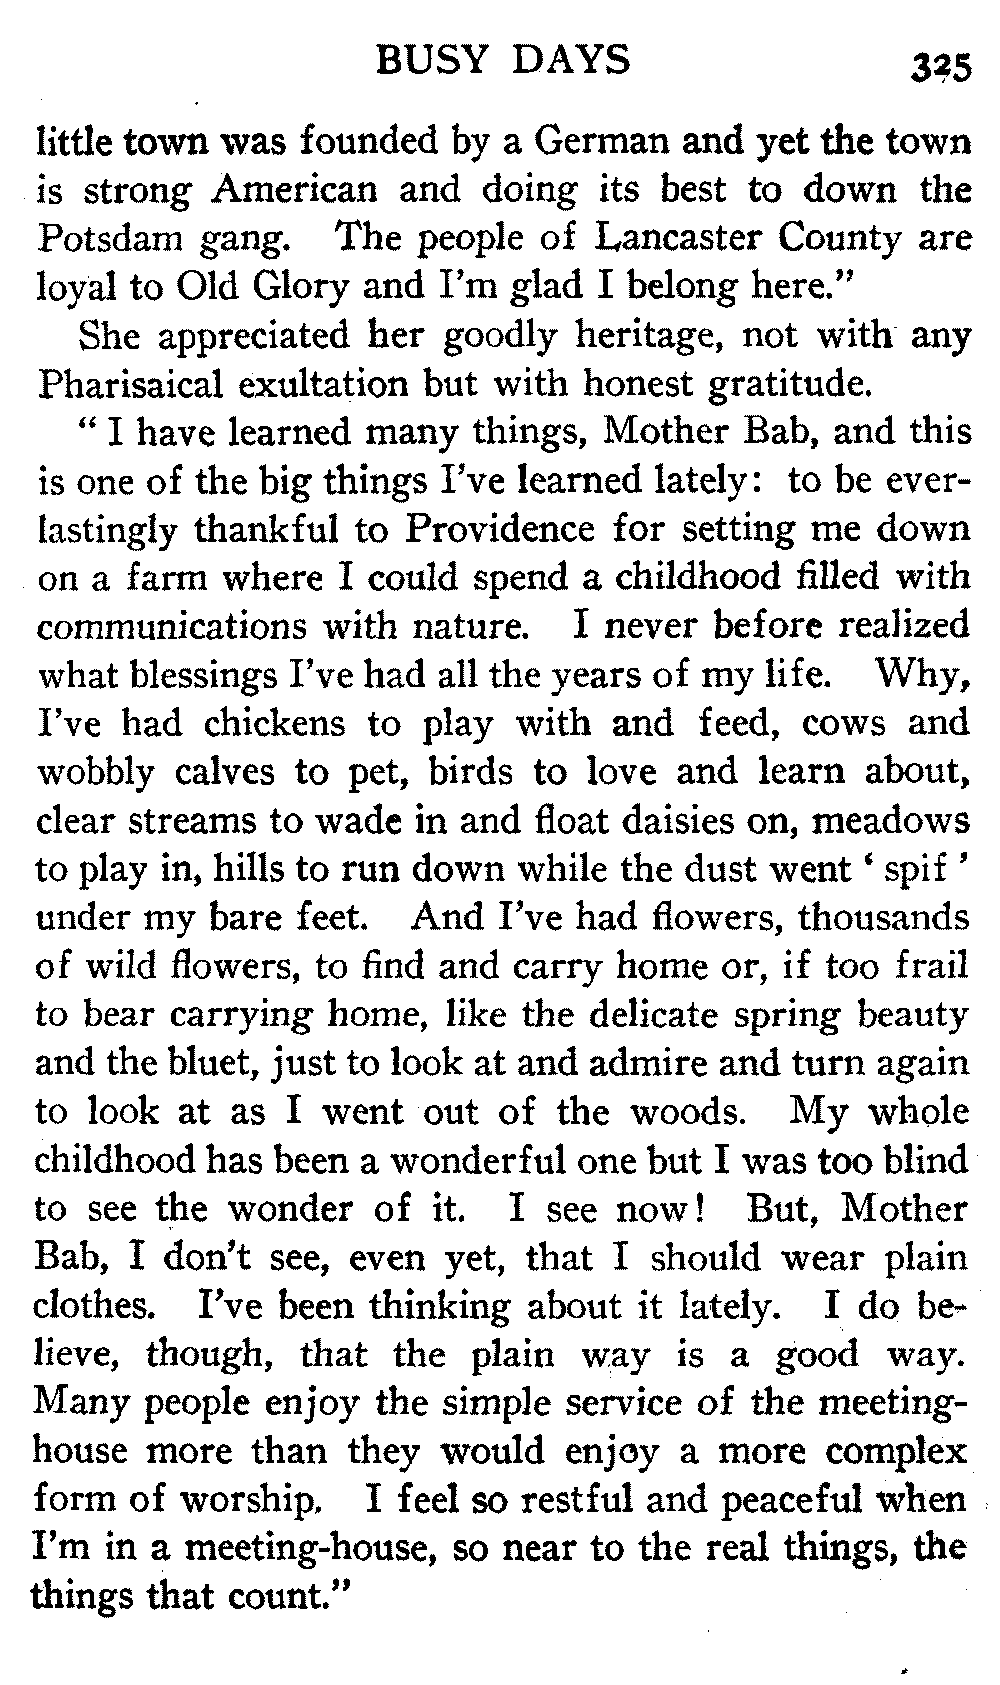 BUSY DAYS 325
little town was founded by a German and yet the town
is strong American and doing its best to down the
Potsdam gang. The people of Lancaster County are
loyal to Old Glory and I'm glad I belong here."
She appreciated her goodly heritage, not with any
Pharisaical exultation but with honest gratitude.
" I have learned many things, Mother Bab, and this
is one of the big things I've learned lately: to be ever-
lastingly thankful to Providence for setting me down
on a farm where I could spend a childhood filled with
communications with nature. I never before realized
what blessings I've had all the years of my life. Why,
I've had chickens to play with and feed, cows and
wobbly calves to pet, birds to love and learn about,
clear streams to wade in and float daisies on, meadows
to play in, hills to run down while the dust went ' spif '
under my bare feet. And I've had flowers, thousands
of wild flowers, to find and carry home or, if too frail
to bear carrying home, like the delicate spring beauty
and the bluet, just to look at and admire and turn again
to look at as I went out of the woods. My whole
childhood has been a wonderful one but I was too blind
to see the wonder of it. I see now! But, Mother
Bab, I don't see, even yet, that I should wear plain
clothes. I've been thinking about it lately. I do be-
lieve, though, that the plain way is a good way.
Many people enjoy the simple service of the meeting-
house more than they would enjoy a more complex
form of worship. I feel so restful and peaceful when
I'm in a meeting-house, so near to the real things, the
things that count."